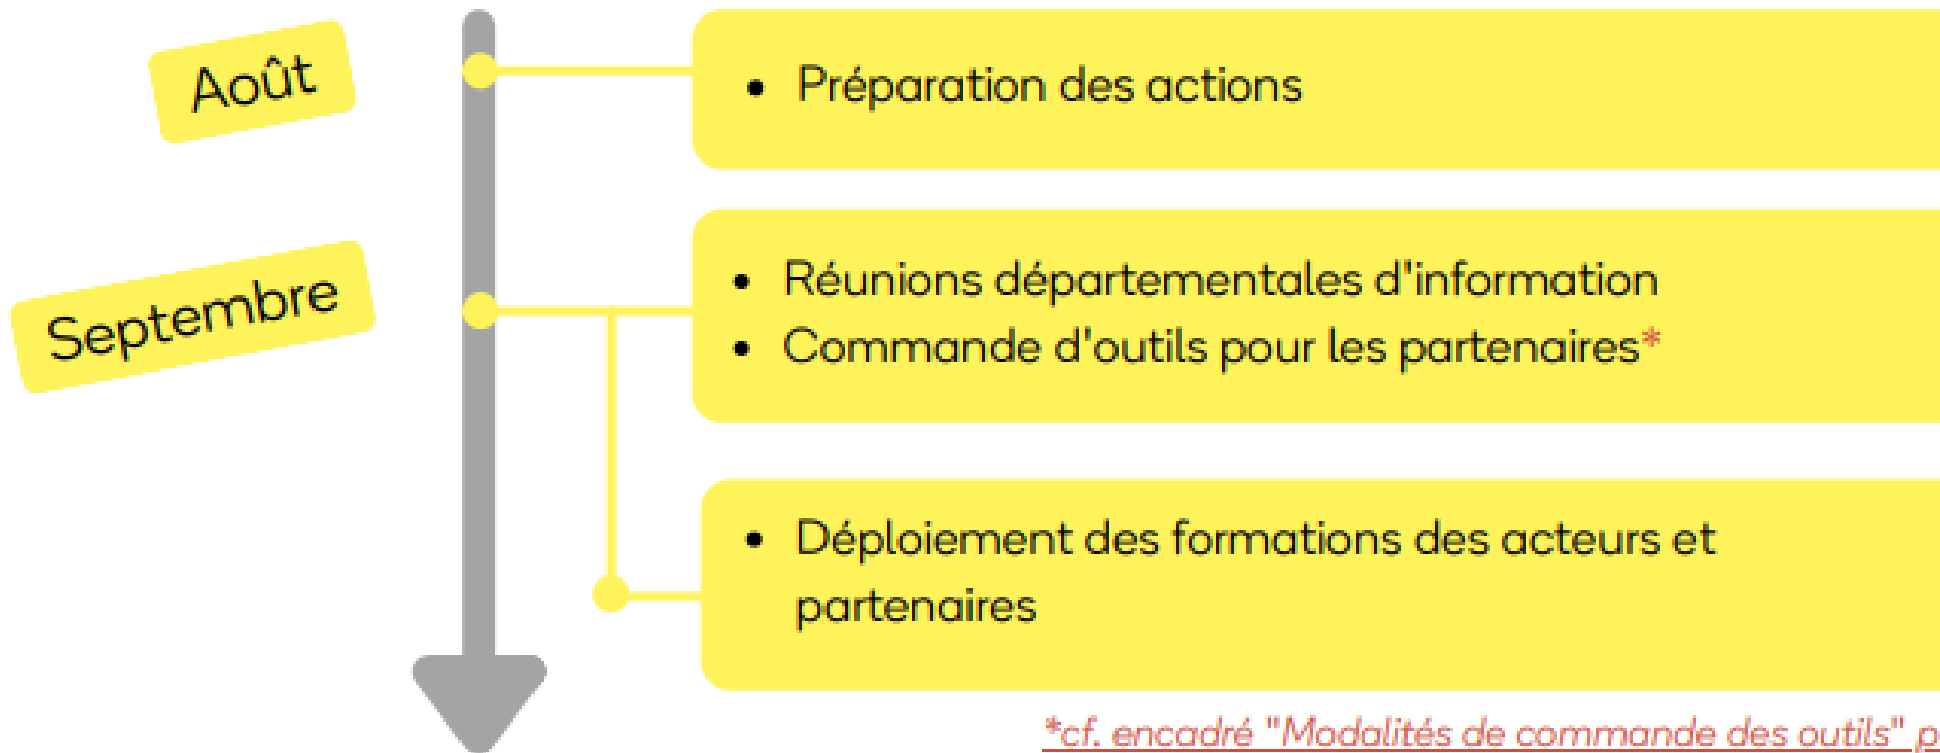 Août
• Préparation des actions
Septembre
• Réunions départementales d'information
• Commande d'outils pour les partenaires*
• Déploiement des formations des acteurs et
partenaires
*cf. encadré "Modalités de commande des outils" p